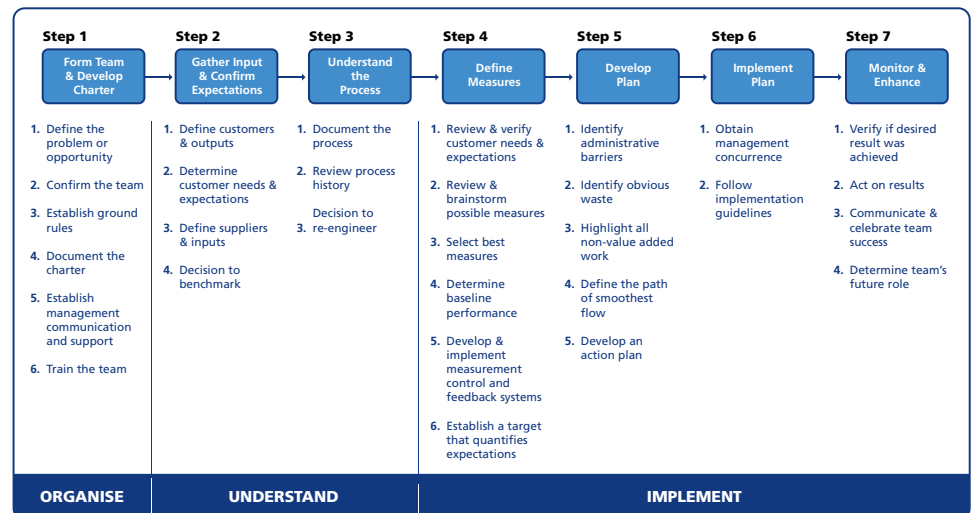 Step 1
Form Team
& Develop
Charter
1. Define the
problem or
opportunity
2. Confirm the team
3. Establish ground
rules
4. Document the
charter
5. Establish
management
communication
and support
6. Train the team
Step 2
Gather Input
& Confirm
Expectations
1. Define customers
& outputs
2. Determine
customer needs &
expectations
3. Define suppliers
& inputs
4. Decision to
benchmark
Step 3
Understand
the
Process
1. Document the
process
2. Review process
history
Decision to
3. re-engineer
Step 4
Define
Measures
1. Review & verify
customer needs &
expectations
2. Review &
brainstorm
possible measures
3. Select best
measures
4. Determine
baseline
performance
5. Develop &
implement
measurement
control and
feedback systems
6. Establish a target
that quantifies
expectations
Step 5
Develop
Plan
1. Identify
administrative
barriers
2. Identify obvious
waste
3. Highlight all
non-value added
work
4. Define the path
of smoothest
flow
5. Develop an
action plan
Step 6
Implement
Plan
1. Obtain
management
concurrence
2. Follow
implementation
guidelines
Step 7
Monitor &
Enhance
1. Verify if desired
result was
achieved
2. Act on results
3. Communicate &
celebrate team
success
4. Determine team's
future role
ORGANISE
UNDERSTAND
IMPLEMENT